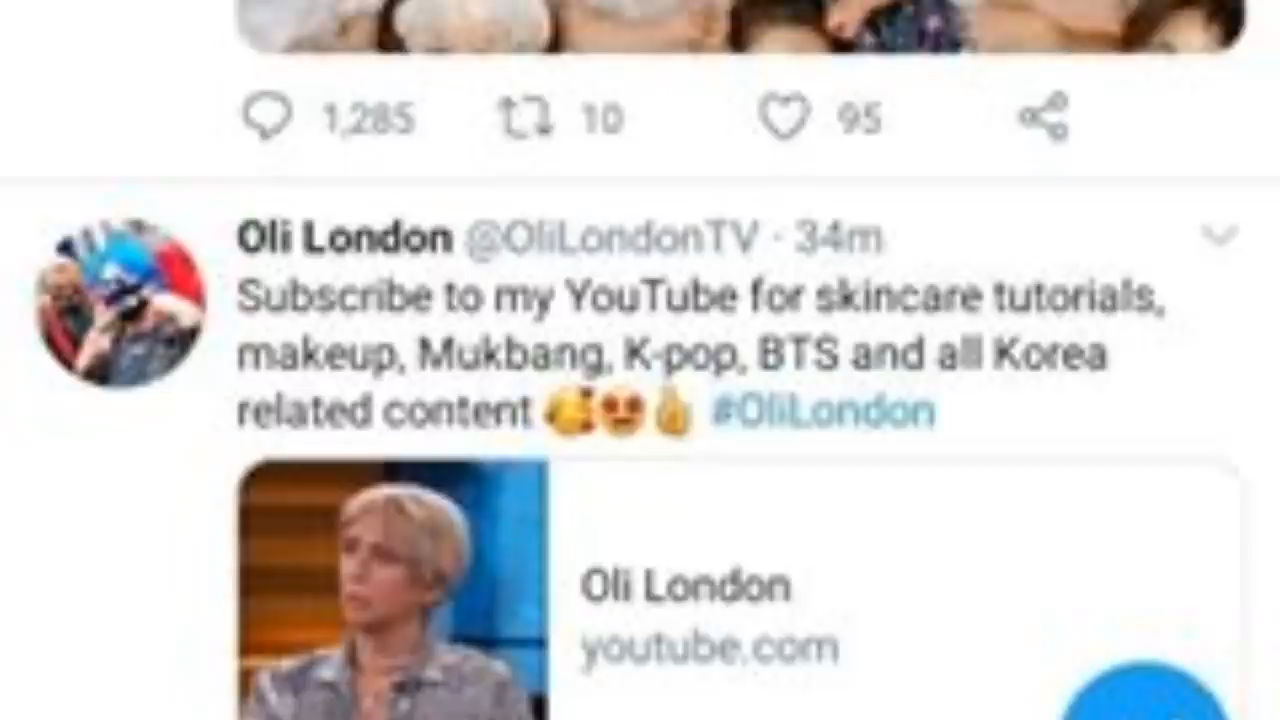 1,285 10 95
Oli London @OliLondonTV · 34m
Subscribe to my YouTube for skincare tutorials,
makeup, Mukbang, K-pop, BTS and all Korea
related content 🥰😍👌 #OliLondon
Oli London
youtube.com